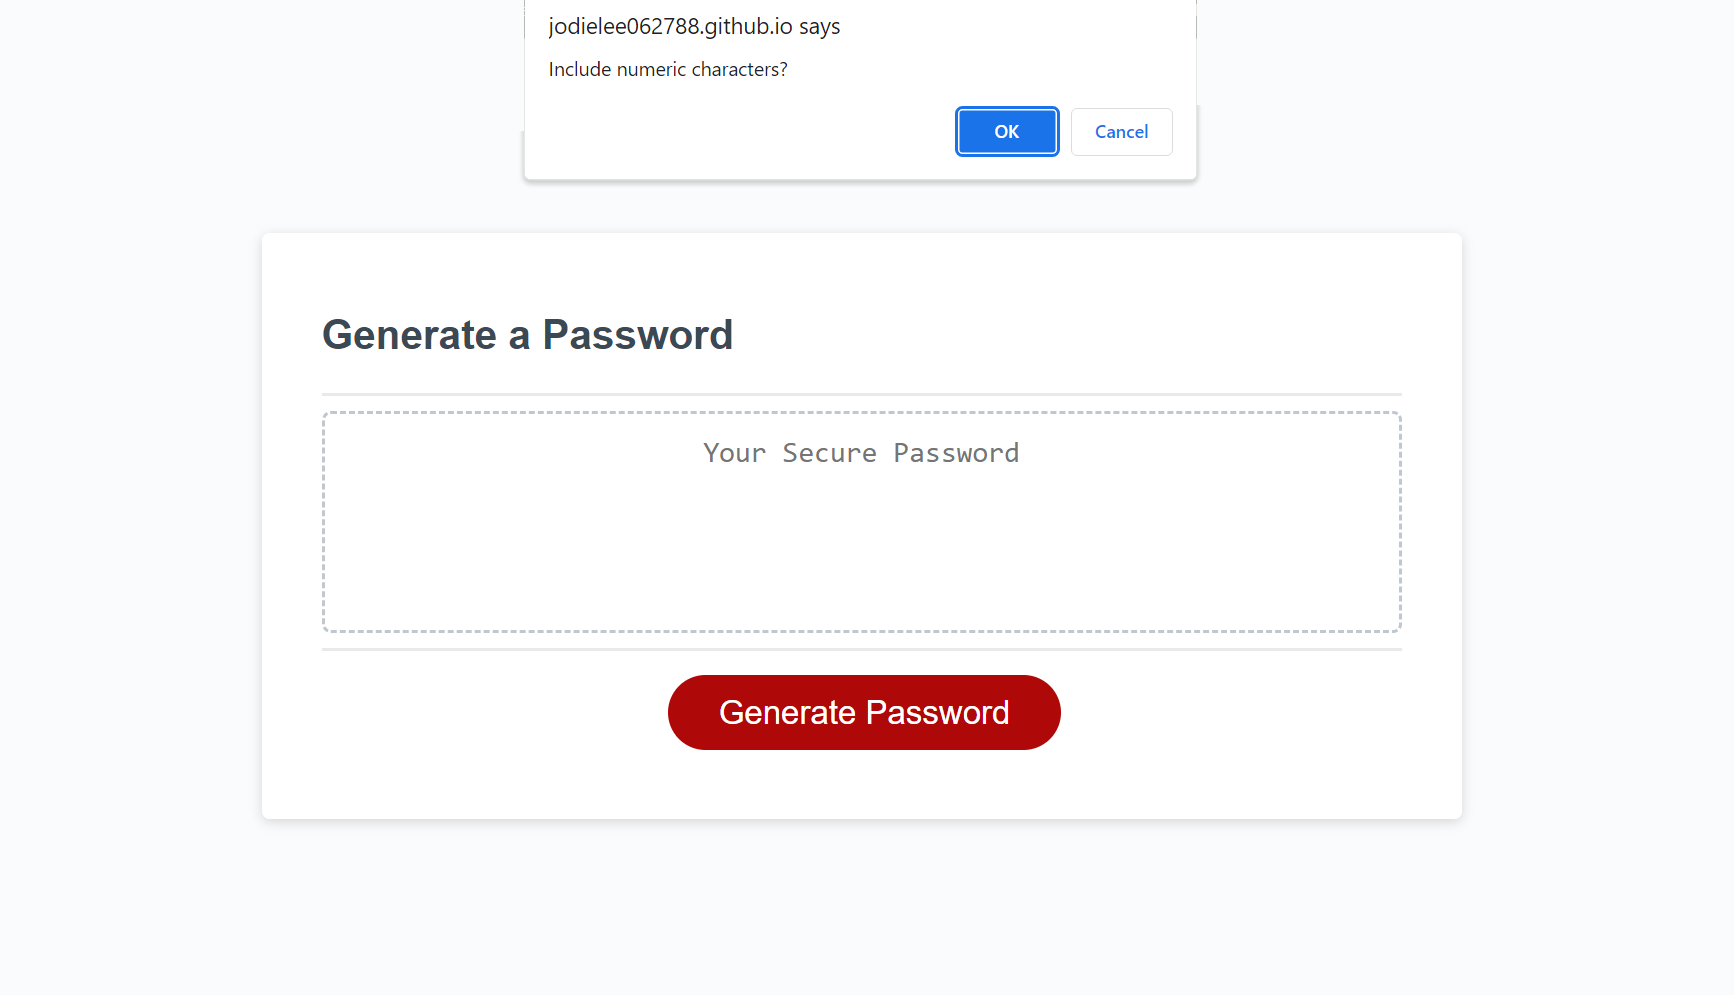 jodielee062788.github.io says
Include numeric characters?
OK Cancel
Generate a Password
Your Secure Password
Generate Password